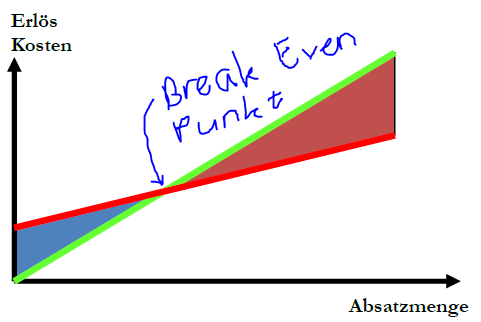 Erlös
Kosten
Break Even
Punkt
Absatzmenge